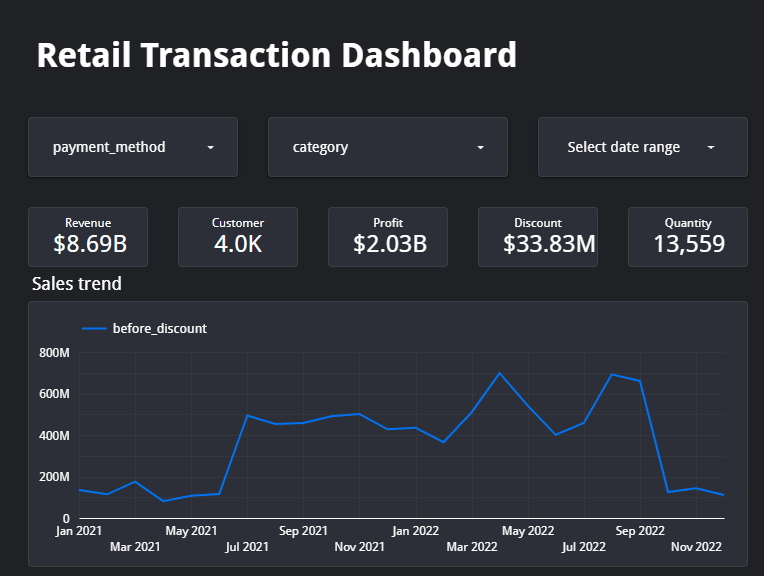 Retail Transaction Dashboard
payment_method
category
Select date range
Revenue
$8.69B
Customer
4.0K
Profit
$2.03B
Discount
$33.83M
Quantity
13,559
Sales trend
before_discount
800M
600M
400M
200M
0
Jan 2021
Mar 2021
May 2021
Jul 2021
Sep 2021
Nov 2021
Jan 2022
Mar 2022
May 2022
Jul 2022
Sep 2022
Nov 2022